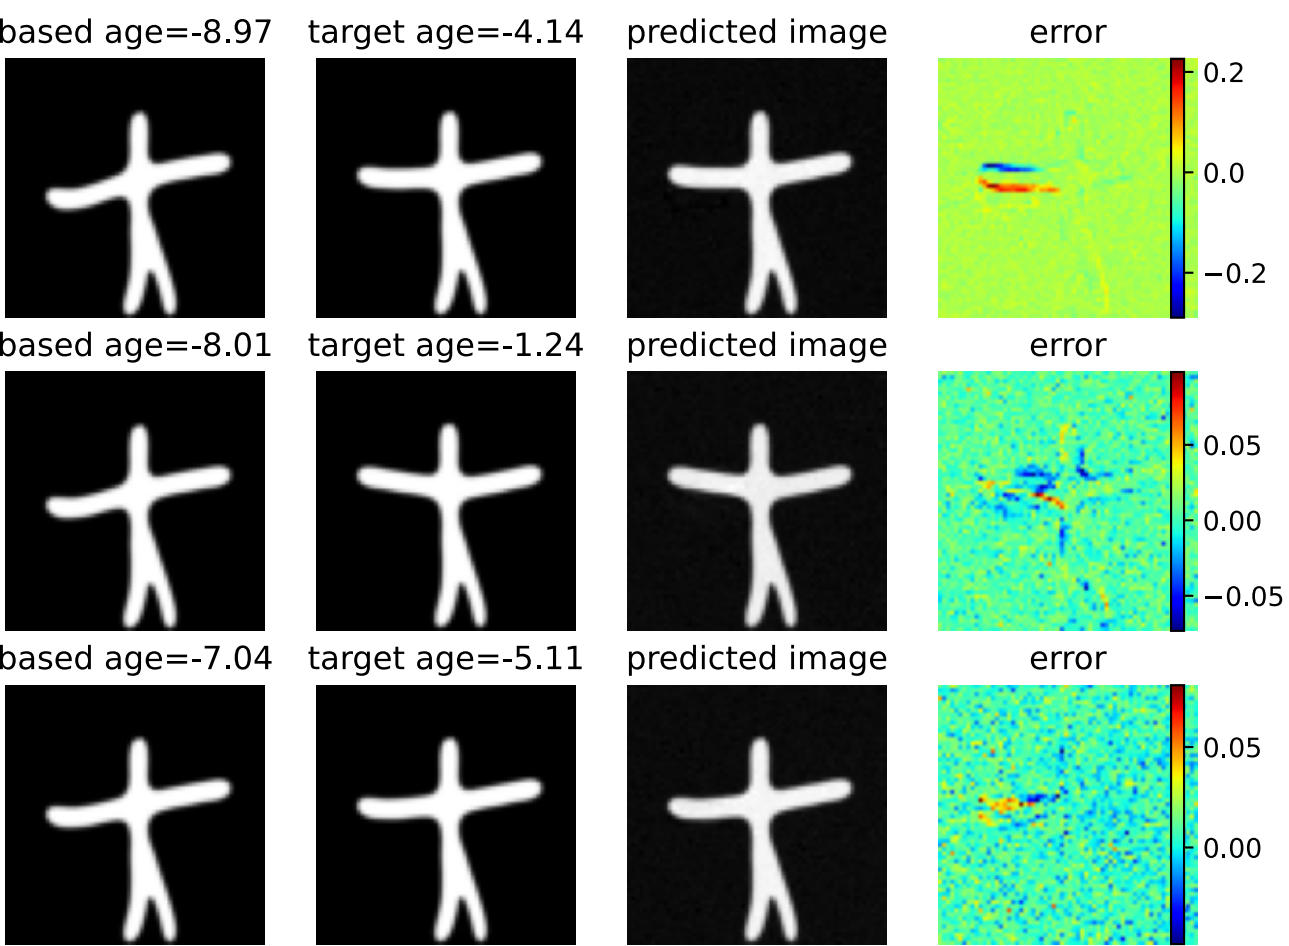 based age=-8.97 target age=-4.14 predicted image error
0.2
0.0
−0.2
based age=-8.01 target age=-1.24 predicted image error
0.05
0.00
−0.05
based age=-7.04 target age=-5.11 predicted image error
0.05
0.00